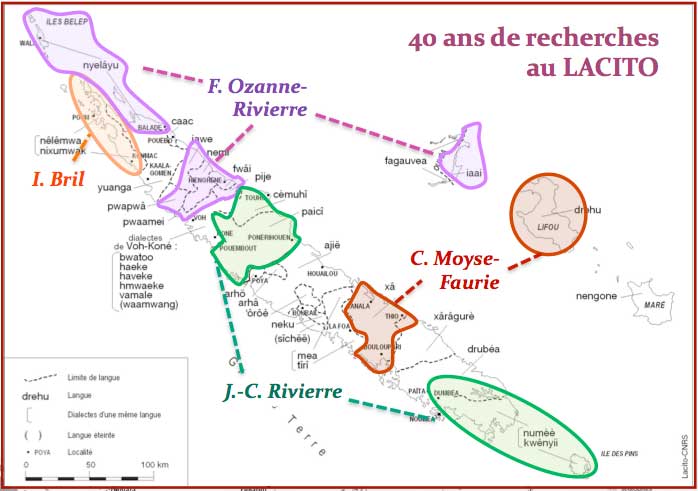 40 ans de recherches
au LACITO
ILES BELEP
WALA
nyelâyu
F. Ozanne-
Rivierre
POUM
BALADE
caac
POUEBO
jawe
nemi
fwâi
pije
nêlêmwa
nixumwak
KOUMAC
KAALA-
GOMEN
HIENGHENE
I. Bril
yuanga
pwapwâ
pwaamei
VOH
TOUHO
cèmuhî
paicî
fagauvea
iaai
drehu
LIFOU
dialectes
de Voh-Koné :
bwatoo
haeke
haveke
hmwaeke
vamale
(waamwang)
KONE
POUEMBOUT
PONERIHOUEN
ajië
HOUAILOU
C. Moyse-
Faurie
nengone
MARE
POYA
arhö
arhâ
'ôrôê
BOURAIL
neku
(sîchëë)
xâ
CANALA
THIO
xârâgurè
LA FOA
mea
tîrî
BOULOUPARI
drubéa
J.-C. Rivierre
PAÏTA
DUMBEA
NOUMEA
numèè
kwênyii
ILE DES PINS
Grande Terre
Limite de langue
drehu Langue
Dialectes d'une même langue
( ) Langue éteinte
POYA Localité
0 50 100 km
Lacito-CNRS